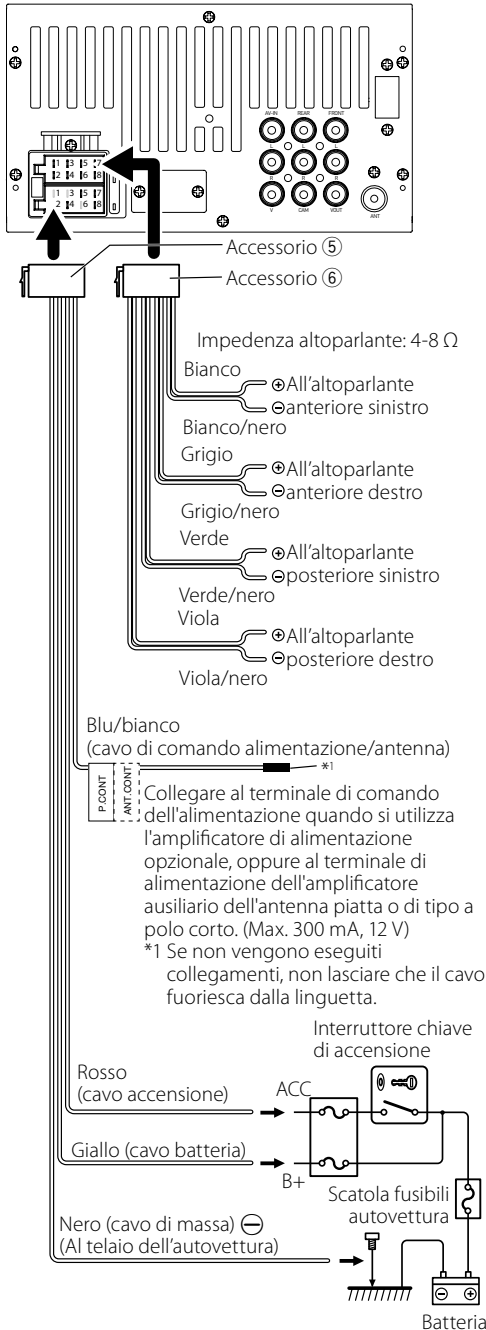 AV-IN REAR FRONT
L L L
R R R
V CAM VOUT
ANT
1 3 5 7
2 4 6 8
1 3 5 7
2 4 6 8
Accessorio ⑤
Accessorio ⑥
Impedenza altoparlante: 4-8 Ω
Bianco
⊕All'altoparlante
⊖anteriore sinistro
Bianco/nero
Grigio
⊕All'altoparlante
⊖anteriore destro
Grigio/nero
Verde
⊕All'altoparlante
⊖posteriore sinistro
Verde/nero
Viola
⊕All'altoparlante
⊖posteriore destro
Viola/nero
Blu/bianco
(cavo di comando alimentazione/antenna)
P.CONT
ANT.CONT
*1
Collegare al terminale di comando
dell'alimentazione quando si utilizza
l'amplificatore di alimentazione
opzionale, oppure al terminale di
alimentazione dell'amplificatore
ausiliario dell'antenna piatta o di tipo a
polo corto. (Max. 300 mA, 12 V)
*1 Se non vengono eseguiti
collegamenti, non lasciare che il cavo
fuoriesca dalla linguetta.
Interruttore chiave
di accensione
Rosso
(cavo accensione)
ACC
Giallo (cavo batteria)
B+
Scatola fusibili
autovettura
Nero (cavo di massa) ⊖
(Al telaio dell'autovettura)
⊖ ⊕
Batteria